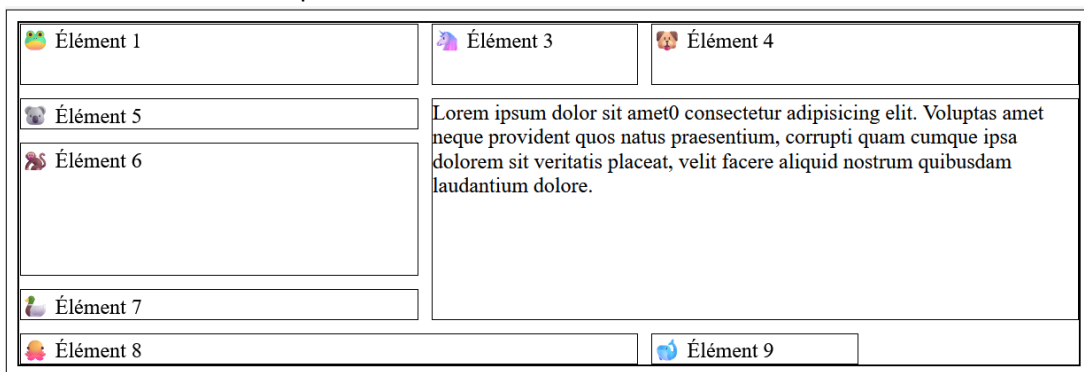 🐸 Élément 1
🦄 Élément 3
🐶 Élément 4
🐨 Élément 5
Lorem ipsum dolor sit amet0 consectetur adipisicing elit. Voluptas amet
neque provident quos natus praesentium, corrupti quam cumque ipsa
dolorem sit veritatis placeat, velit facere aliquid nostrum quibusdam
laudantium dolore.
🐒 Élément 6
🦆 Élément 7
🐙 Élément 8
🐳 Élément 9